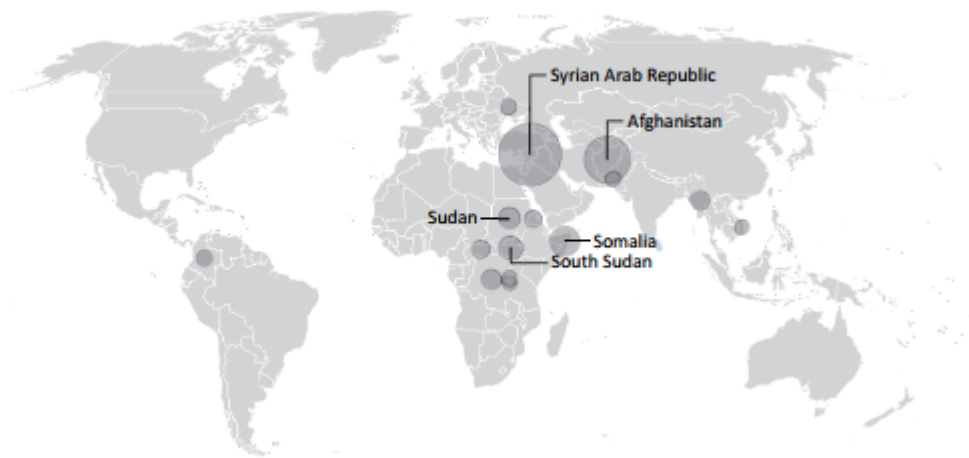 Syrian Arab Republic
Afghanistan
Sudan
Somalia
South Sudan